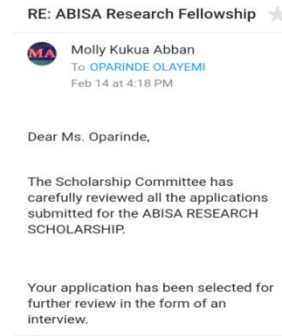 RE: ABISA Research Fellowship
MA
Molly Kukua Abban
To OPARINDE OLAYEMI
Feb 14 at 4:18 PM
Dear Ms. Oparinde,
The Scholarship Committee has
carefully reviewed all the applications
submitted for the ABISA RESEARCH
SCHOLARSHIP.
Your application has been selected for
further review in the form of an
interview.